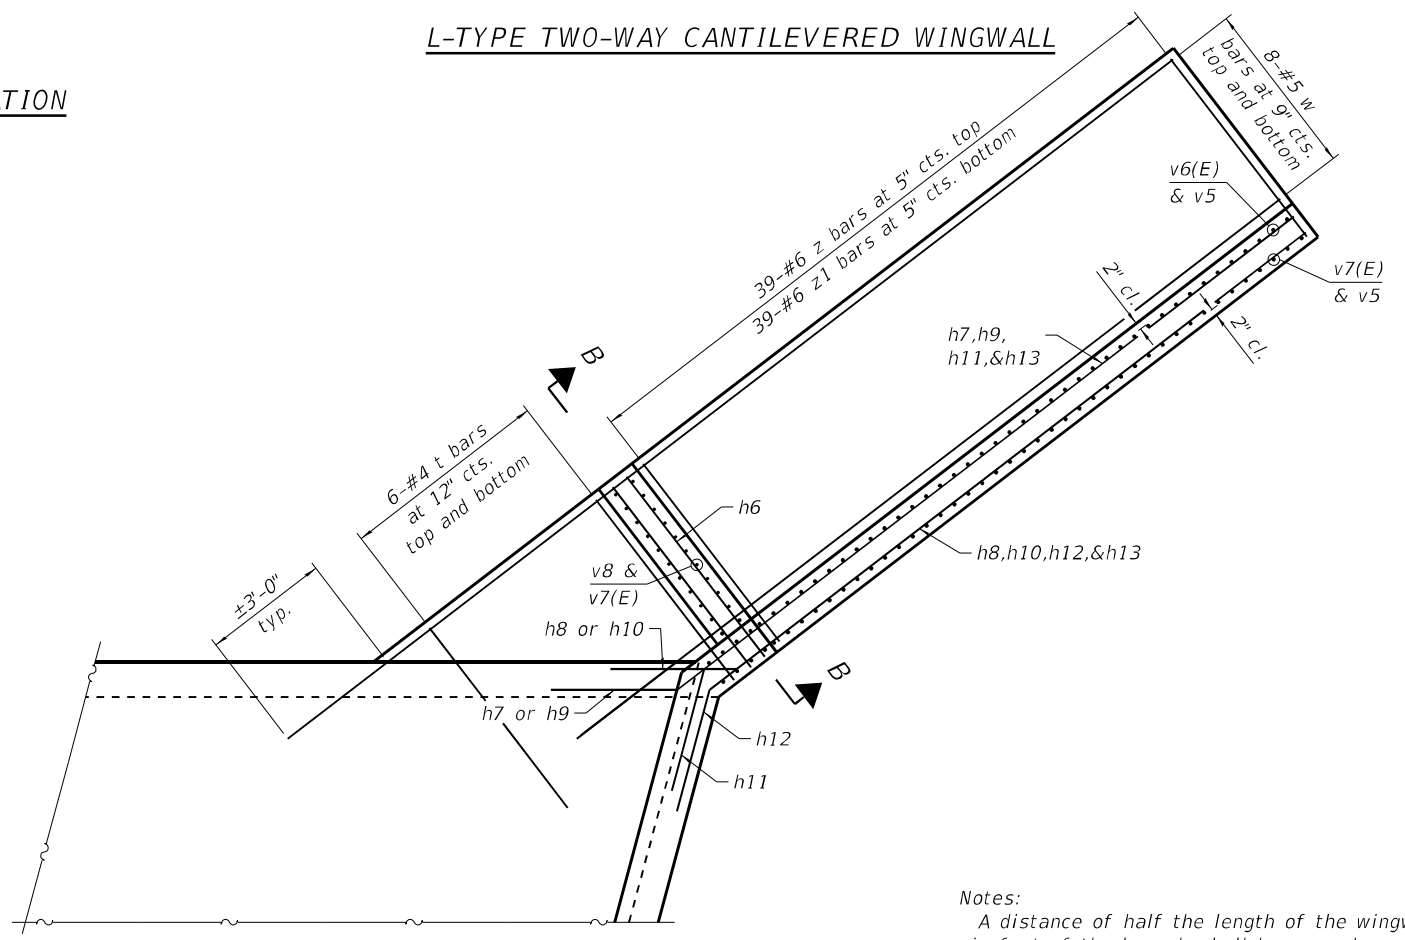 L-TYPE TWO-WAY CANTILEVERED WINGWALL
ATION
8-#5 w
bars at 9" cts.
top and bottom
39-#6 z bars at 5" cts. top
39-#6 z1 bars at 5" cts. bottom
v6(E)
& v5
v7(E)
& v5
2" cl.
2" cl.
h7,h9,
h11,&h13
B
6-#4 t bars
at 12" cts.
top and bottom
h6
h8,h10,h12,&h13
v8 &
v7(E)
±3'-0"
typ.
h8 or h10
B
h7 or h9
h12
h11
Notes:
A distance of half the length of the wingw